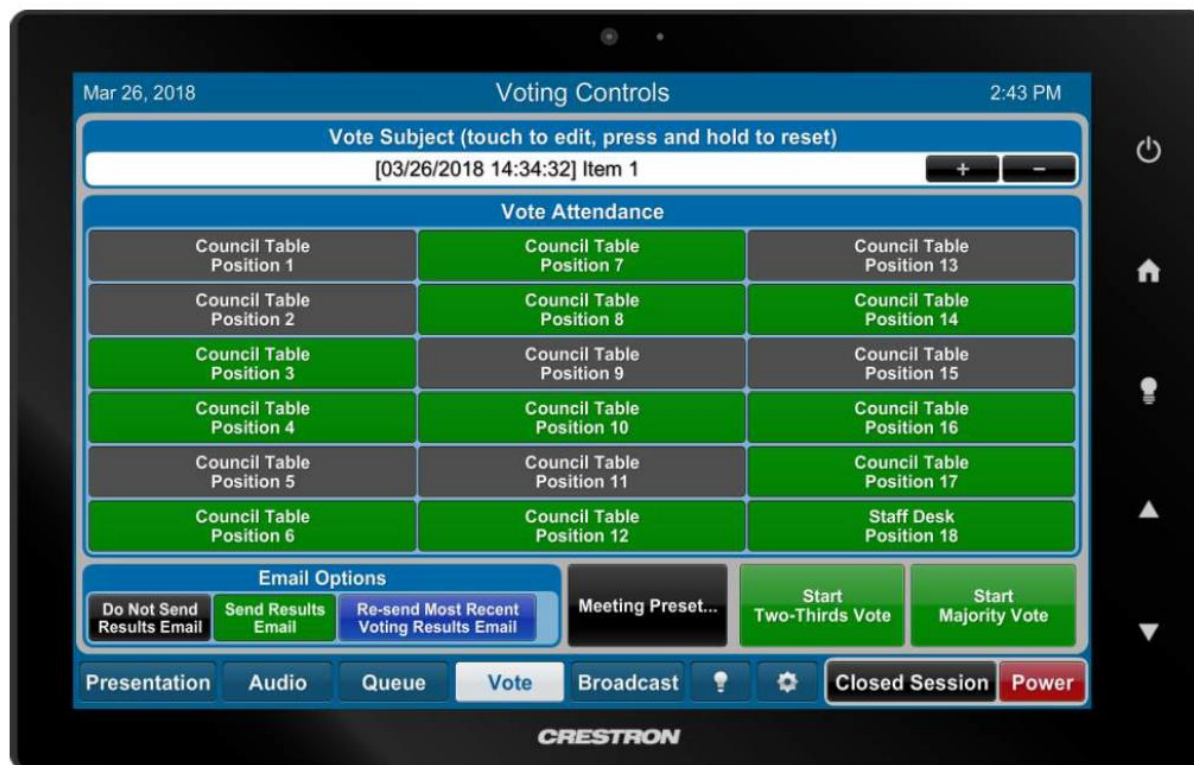 Mar 26, 2018
Voting Controls
2:43 PM
Vote Subject (touch to edit, press and hold to reset)
[03/26/2018 14:34:32] Item 1
+
−
Vote Attendance
Council Table
Position 1
Council Table
Position 7
Council Table
Position 13
Council Table
Position 2
Council Table
Position 8
Council Table
Position 14
Council Table
Position 3
Council Table
Position 9
Council Table
Position 15
Council Table
Position 4
Council Table
Position 10
Council Table
Position 16
Council Table
Position 5
Council Table
Position 11
Council Table
Position 17
Council Table
Position 6
Council Table
Position 12
Staff Desk
Position 18
Email Options
Do Not Send
Results Email
Send Results
Email
Re-send Most Recent
Voting Results Email
Meeting Preset...
Start
Two-Thirds Vote
Start
Majority Vote
Presentation
Audio
Queue
Vote
Broadcast
Closed Session
Power
CRESTRON